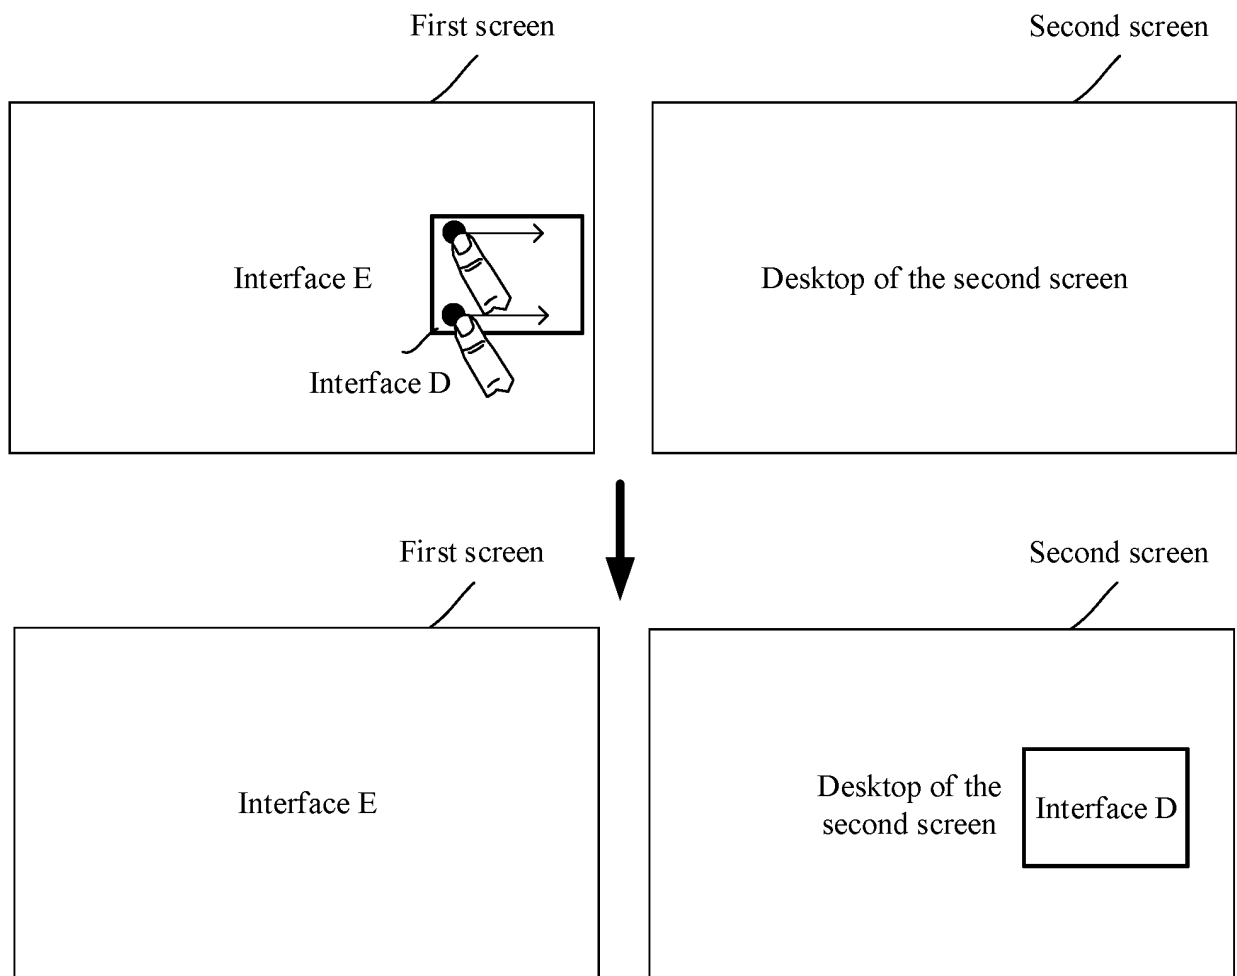 First screen
Second screen
Interface E
Desktop of the second screen
Interface D
First screen
Second screen
Interface E
Desktop of the
second screen
Interface D